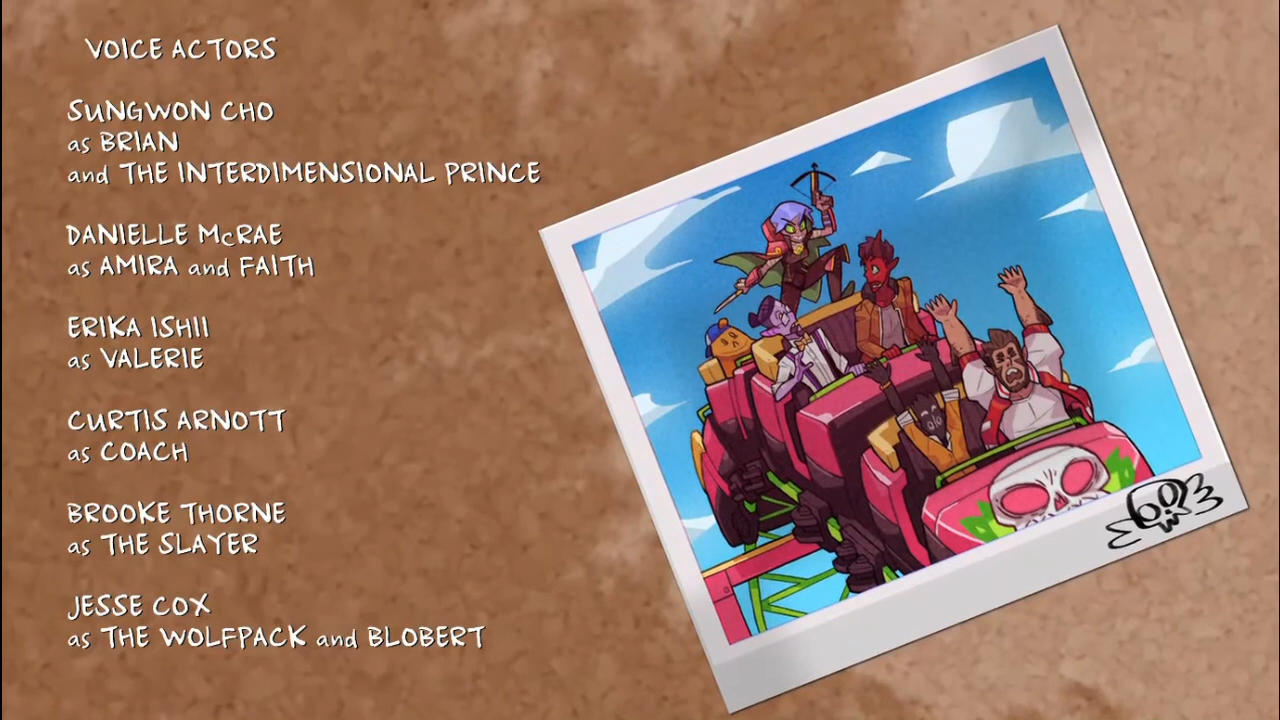 VOICE ACTORS
SUNGWON CHO
as BRIAN
and THE INTERDIMENSIONAL PRINCE
DANIELLE McRAE
as AMIRA and FAITH
ERIKA ISHII
as VALERIE
CURTIS ARNOTT
as COACH
BROOKE THORNE
as THE SLAYER
JESSE COX
as THE WOLFPACK and BLOBERT